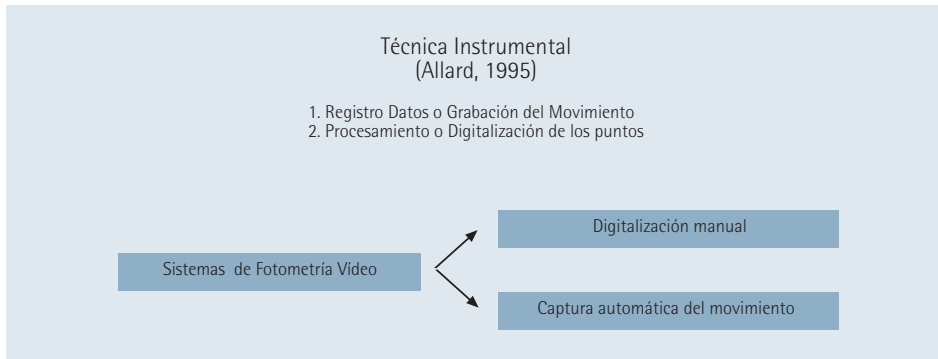 Técnica Instrumental
(Allard, 1995)
1. Registro Datos o Grabación del Movimiento
2. Procesamiento o Digitalización de los puntos
Digitalización manual
Sistemas de Fotometría Vídeo
Captura automática del movimiento